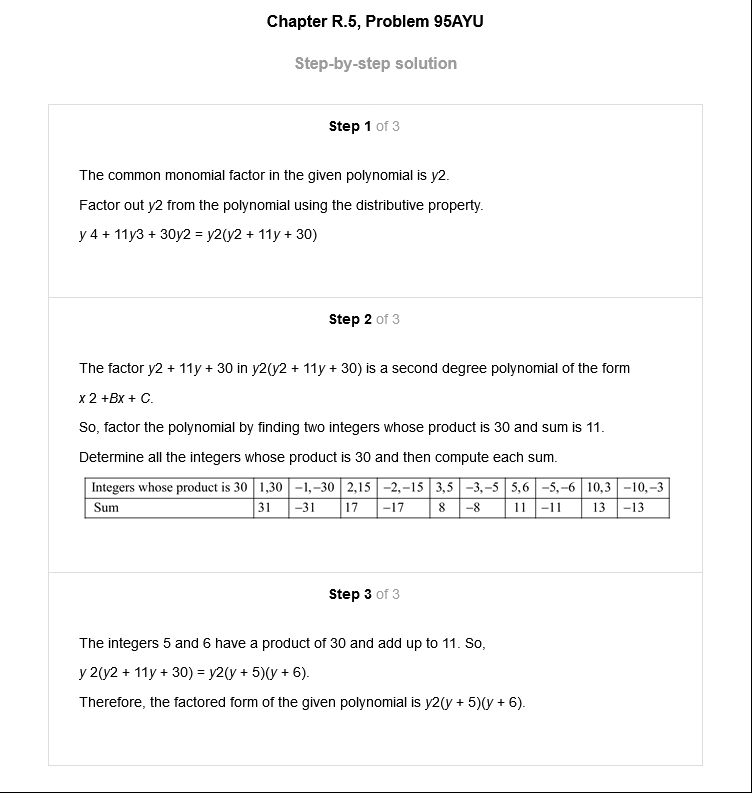 Chapter R.5, Problem 95AYU
Step-by-step solution
Step 1 of 3
The common monomial factor in the given polynomial is y2.
Factor out y2 from the polynomial using the distributive property.
y 4 + 11y3 + 30y2 = y2(y2 + 11y + 30)
Step 2 of 3
The factor y2 + 11y + 30 in y2(y2 + 11y + 30) is a second degree polynomial of the form
x 2 +Bx + C.
So, factor the polynomial by finding two integers whose product is 30 and sum is 11.
Determine all the integers whose product is 30 and then compute each sum.
Integers whose product is 30 1,30 −1,−30 2,15 −2,−15 3,5 −3,−5 5,6 −5,−6 10,3 −10,−3
Sum 31 −31 17 −17 8 −8 11 −11 13 −13
Step 3 of 3
The integers 5 and 6 have a product of 30 and add up to 11. So,
y 2(y2 + 11y + 30) = y2(y + 5)(y + 6).
Therefore, the factored form of the given polynomial is y2(y + 5)(y + 6).